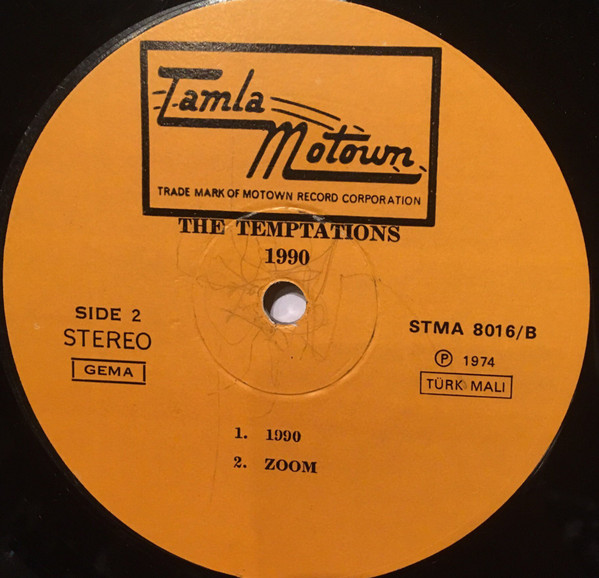 Tamla
Motown
TRADE MARK OF MOTOWN RECORD CORPORATION
THE TEMPTATIONS
1990
SIDE 2
STEREO
GEMA
STMA 8016/B
Ⓟ 1974
TÜRK MALI
1. 1990
2. ZOOM